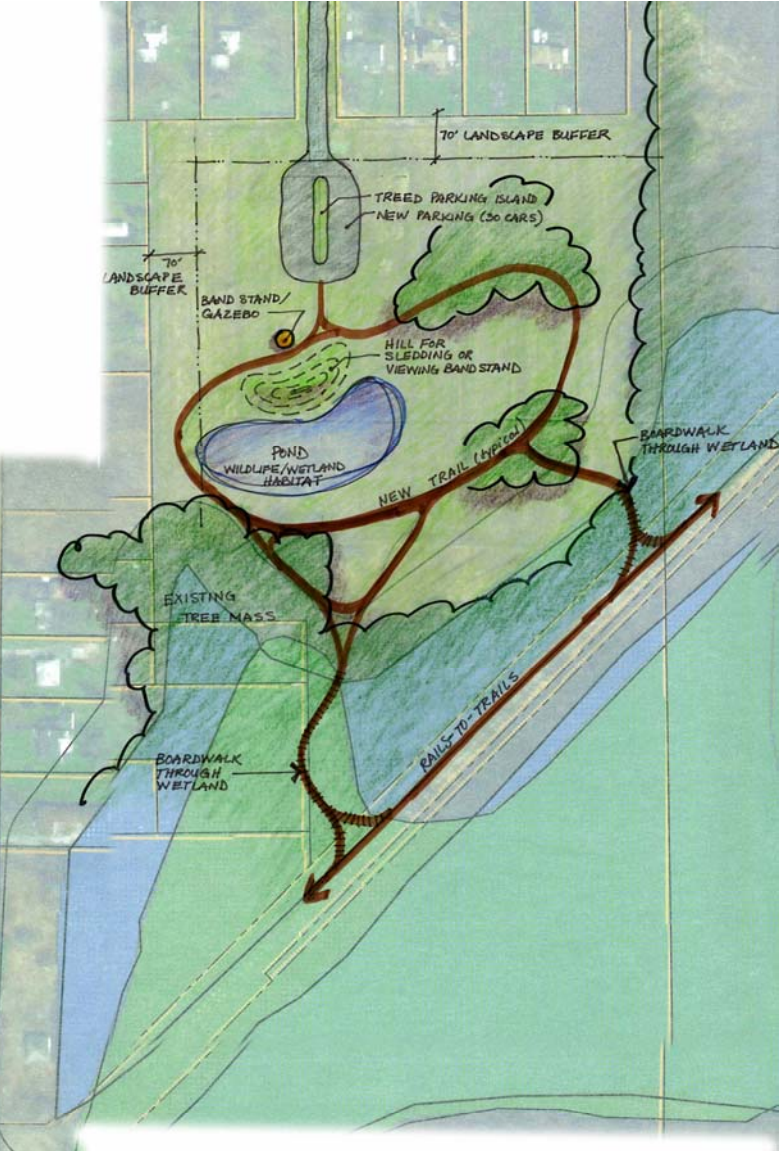 70' LANDSCAPE BUFFER
TREED PARKING ISLAND
NEW PARKING (30 CARS)
70'
LANDSCAPE
BUFFER
BAND STAND/
GAZEBO
HILL FOR
SLEDDING OR
VIEWING BANDSTAND
POND
WILDLIFE/WETLAND
HABITAT
NEW TRAIL (typical)
BOARDWALK
THROUGH WETLAND
EXISTING
TREE MASS
RAILS-TO-TRAILS
BOARDWALK
THROUGH
WETLAND